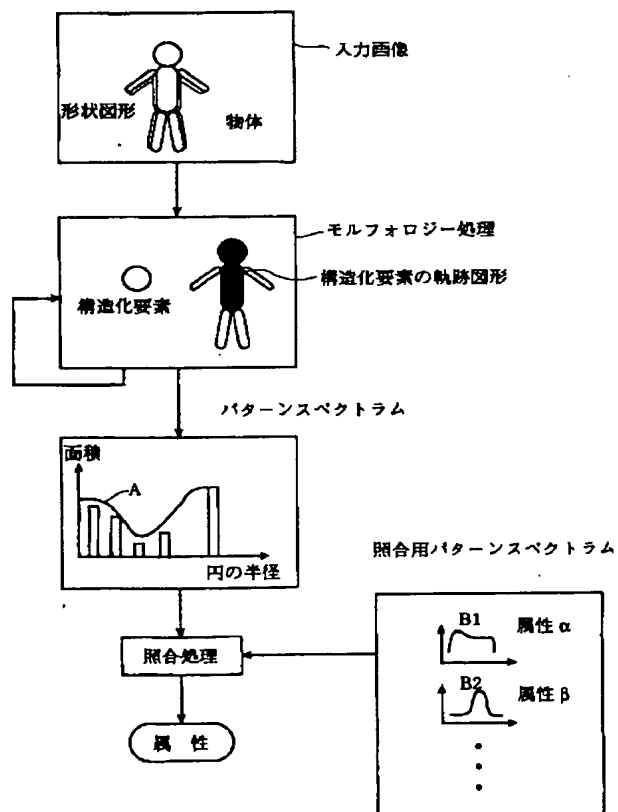 入力画像
形状図形
物体
モルフォロジー処理
構造化要素の軌跡図形
構造化要素
パターンスペクトラム
面積
A
円の半径
照合用パターンスペクトラム
B1
属性 α
照合処理
B2
属性 β
属 性